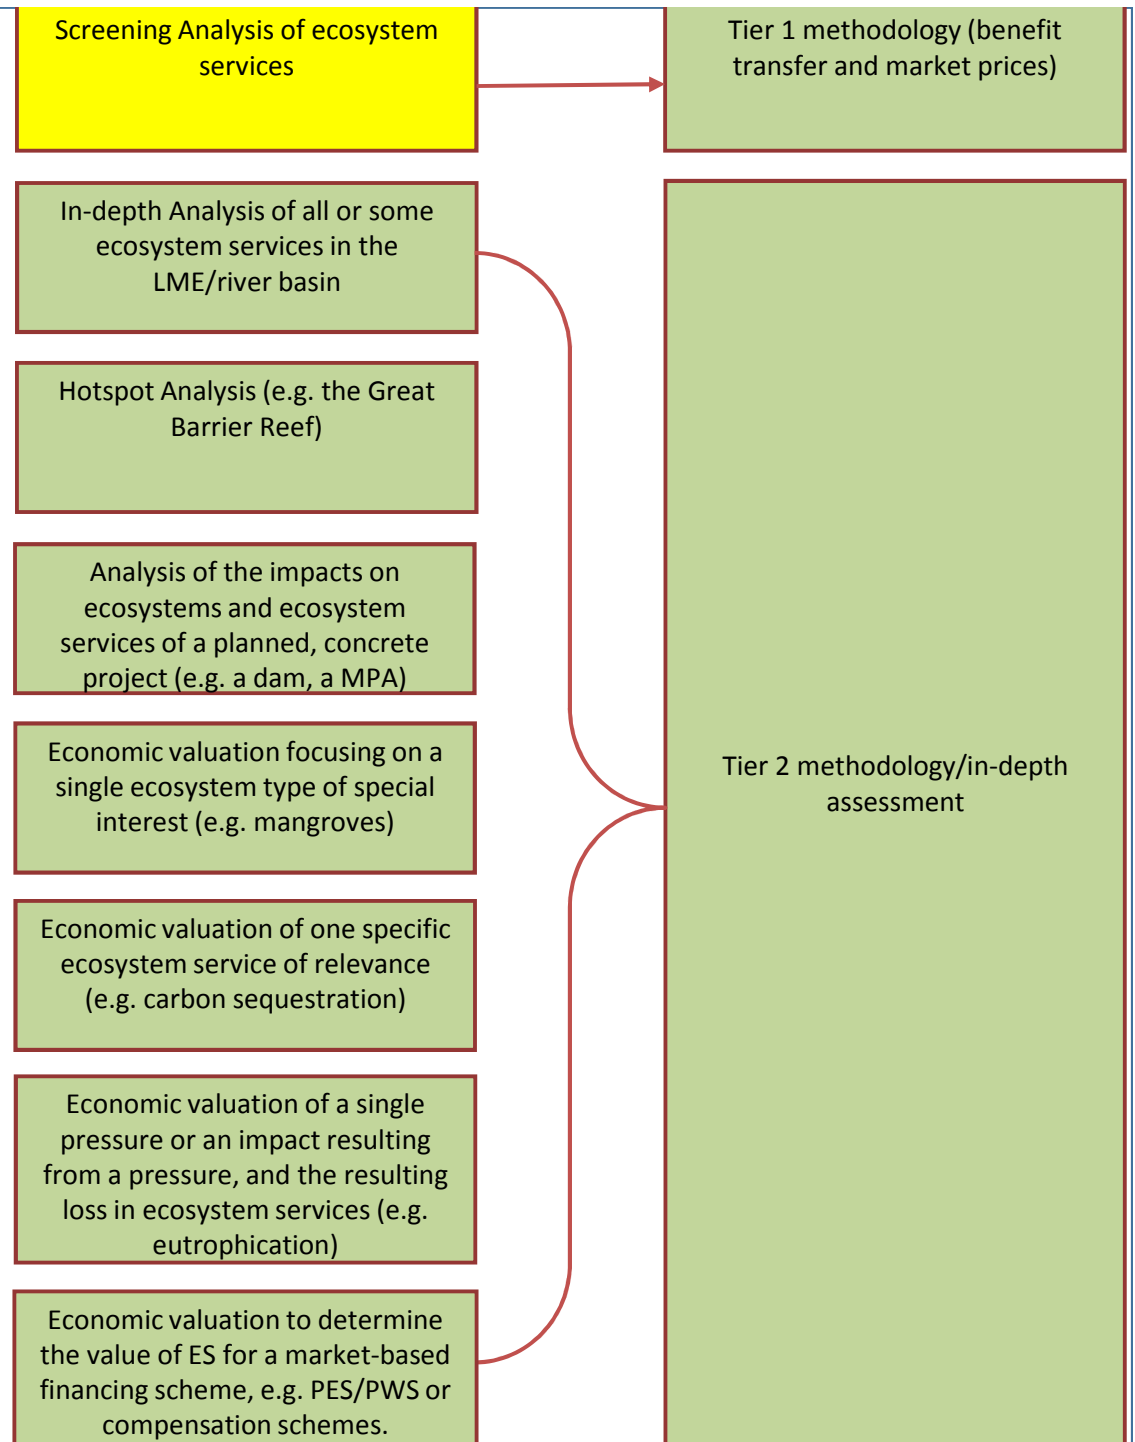 Screening Analysis of ecosystem
services
Tier 1 methodology (benefit
transfer and market prices)
In-depth Analysis of all or some
ecosystem services in the
LME/river basin
Hotspot Analysis (e.g. the Great
Barrier Reef)
Analysis of the impacts on
ecosystems and ecosystem
services of a planned, concrete
project (e.g. a dam, a MPA)
Economic valuation focusing on a
single ecosystem type of special
interest (e.g. mangroves)
Tier 2 methodology/in-depth
assessment
Economic valuation of one specific
ecosystem service of relevance
(e.g. carbon sequestration)
Economic valuation of a single
pressure or an impact resulting
from a pressure, and the resulting
loss in ecosystem services (e.g.
eutrophication)
Economic valuation to determine
the value of ES for a market-based
financing scheme, e.g. PES/PWS or
compensation schemes.